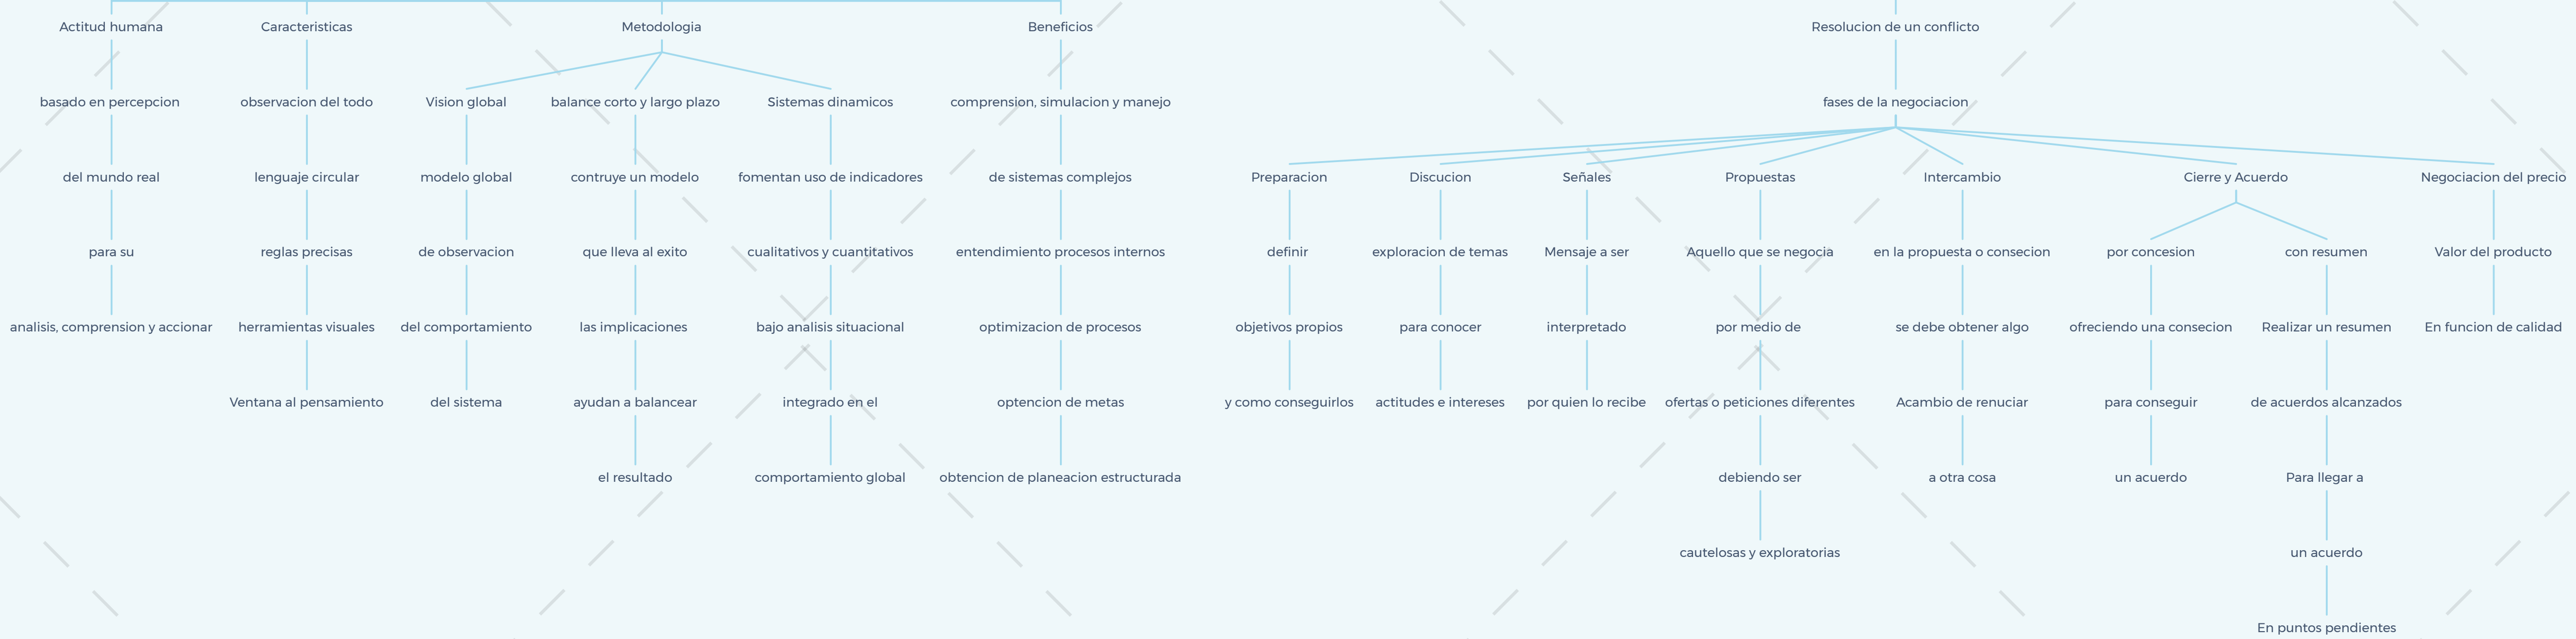 Actitud humana
Caracteristicas
Metodologia
Beneficios
Resolucion de un conflicto
basado en percepcion
observacion del todo
Vision global
balance corto y largo plazo
Sistemas dinamicos
comprension, simulacion y manejo
fases de la negociacion
del mundo real
lenguaje circular
modelo global
contruye un modelo
fomentan uso de indicadores
de sistemas complejos
Preparacion
Discucion
Señales
Propuestas
Intercambio
Cierre y Acuerdo
Negociacion del precio
para su
reglas precisas
de observacion
que lleva al exito
cualitativos y cuantitativos
entendimiento procesos internos
definir
exploracion de temas
Mensaje a ser
Aquello que se negocia
en la propuesta o consecion
por concesion
con resumen
Valor del producto
analisis, comprension y accionar
herramientas visuales
del comportamiento
las implicaciones
bajo analisis situacional
optimizacion de procesos
objetivos propios
para conocer
interpretado
por medio de
se debe obtener algo
ofreciendo una consecion
Realizar un resumen
En funcion de calidad
Ventana al pensamiento
del sistema
ayudan a balancear
integrado en el
optencion de metas
y como conseguirlos
actitudes e intereses
por quien lo recibe
ofertas o peticiones diferentes
Acambio de renuciar
para conseguir
de acuerdos alcanzados
el resultado
comportamiento global
obtencion de planeacion estructurada
debiendo ser
a otra cosa
un acuerdo
Para llegar a
cautelosas y exploratorias
un acuerdo
En puntos pendientes